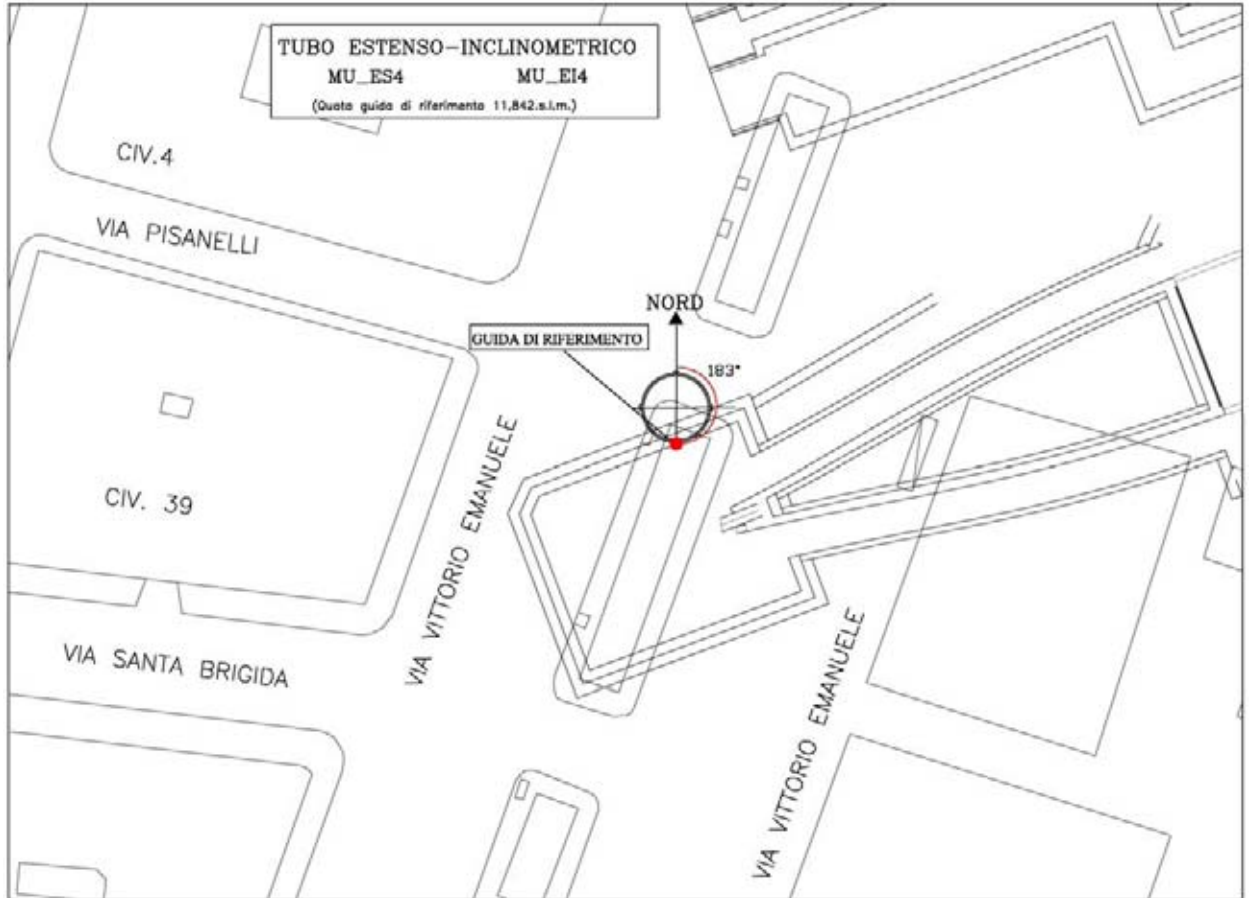 TUBO ESTENSO-INCLINOMETRICO
MU_ES4 MU_EI4
(Quota guida di riferimento 11,842.s.l.m.)
CIV.4
VIA PISANELLI
NORD
GUIDA DI RIFERIMENTO
183°
CIV. 39
VIA VITTORIO EMANUELE
VIA SANTA BRIGIDA
VIA VITTORIO EMANUELE